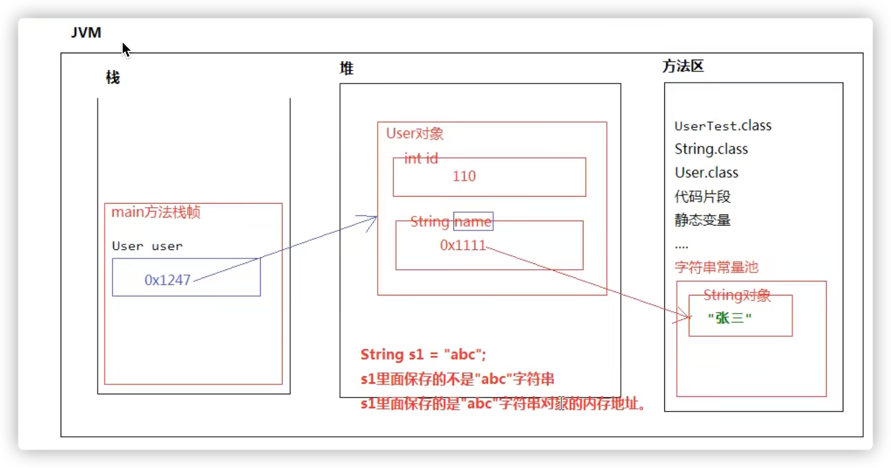 JVM
栈
堆
方法区
main方法栈帧
User user
0x1247
User对象
int id
110
String name
0x1111
UserTest.class
String.class
User.class
代码片段
静态变量
....
字符串常量池
String对象
"张三"
String s1 = "abc";
s1里面保存的不是"abc"字符串
s1里面保存的是"abc"字符串对象的内存地址。